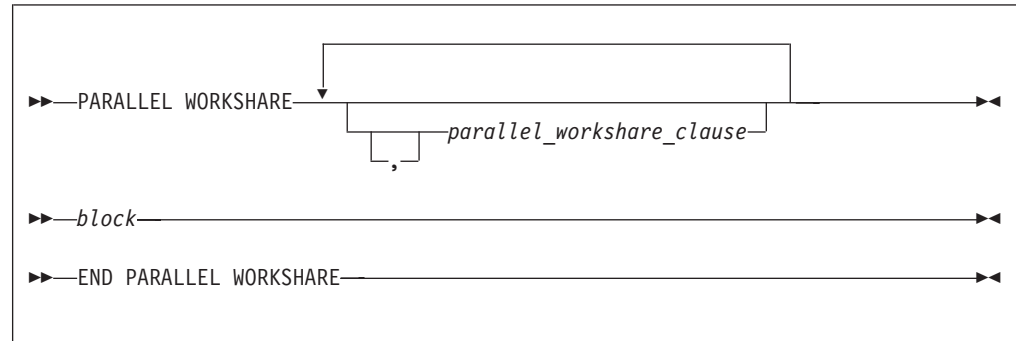 PARALLEL WORKSHARE
parallel_workshare_clause
,
block
END PARALLEL WORKSHARE